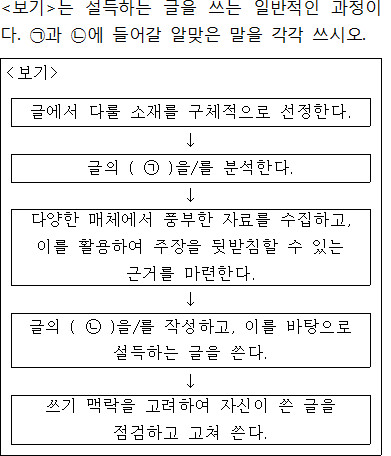 <보기>는 설득하는 글을 쓰는 일반적인 과정이
다. ㉠과 ㉡에 들어갈 알맞은 말을 각각 쓰시오.
<보기>
글에서 다룰 소재를 구체적으로 선정한다.
↓
글의 ( ㉠ )을/를 분석한다.
↓
다양한 매체에서 풍부한 자료를 수집하고,
이를 활용하여 주장을 뒷받침할 수 있는
근거를 마련한다.
↓
글의 ( ㉡ )을/를 작성하고, 이를 바탕으로
설득하는 글을 쓴다.
↓
쓰기 맥락을 고려하여 자신이 쓴 글을
점검하고 고쳐 쓴다.